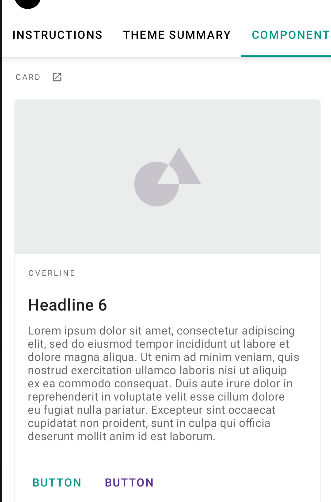 INSTRUCTIONS THEME SUMMARY COMPONENT
CARD
OVERLINE
Headline 6
Lorem ipsum dolor sit amet, consectetur adipiscing
elit, sed do eiusmod tempor incididunt ut labore et
dolore magna aliqua. Ut enim ad minim veniam, quis
nostrud exercitation ullamco laboris nisi ut aliquip
ex ea commodo consequat. Duis aute irure dolor in
reprehenderit in voluptate velit esse cillum dolore
eu fugiat nulla pariatur. Excepteur sint occaecat
cupidatat non proident, sunt in culpa qui officia
deserunt mollit anim id est laborum.
BUTTON BUTTON